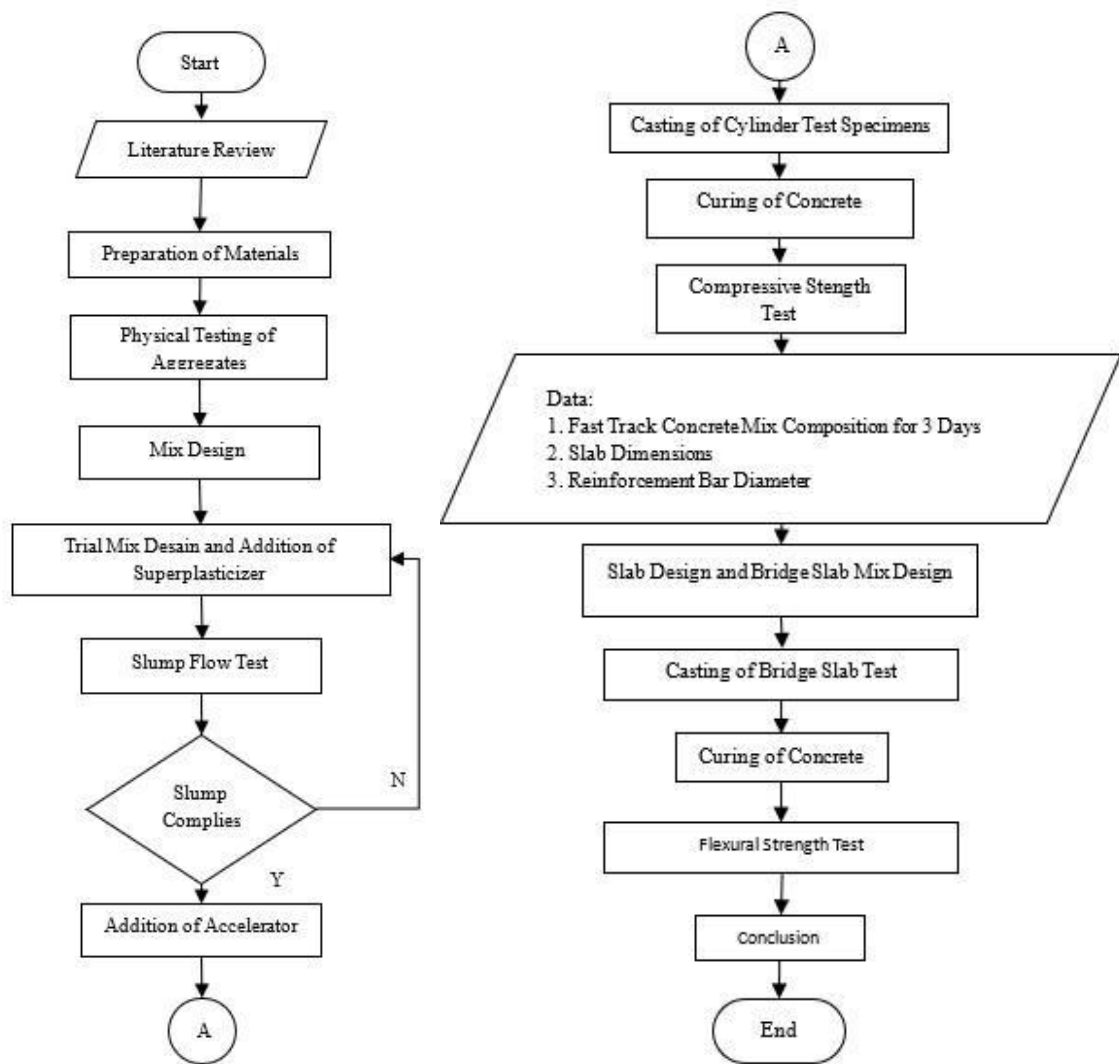 Start
Literature Review
Preparation of Materials
Physical Testing of
Aggregates
Mix Design
Trial Mix Desain and Addition of
Superplasticizer
Slump Flow Test
Slump
Complies
N
Y
Addition of Accelerator
A
A
Casting of Cylinder Test Specimens
Curing of Concrete
Compressive Stength
Test
Data:
1. Fast Track Concrete Mix Composition for 3 Days
2. Slab Dimensions
3. Reinforcement Bar Diameter
Slab Design and Bridge Slab Mix Design
Casting of Bridge Slab Test
Curing of Concrete
Flexural Strength Test
Conclusion
End